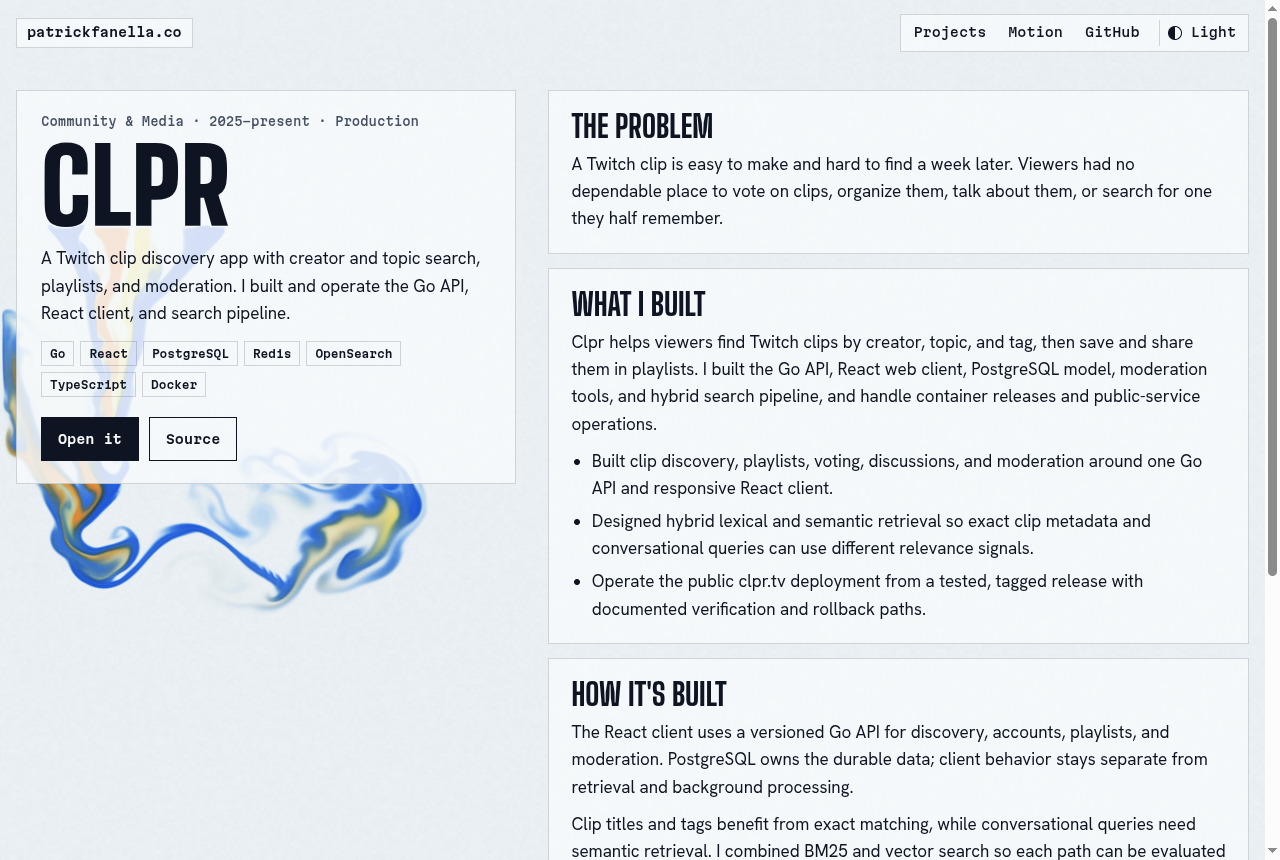 patrickfanella.co
Projects Motion GitHub Light
Community & Media · 2025–present · Production
CLPR
A Twitch clip discovery app with creator and topic search,
playlists, and moderation. I built and operate the Go API,
React client, and search pipeline.
Go React PostgreSQL Redis OpenSearch
TypeScript Docker
Open it Source
THE PROBLEM
A Twitch clip is easy to make and hard to find a week later. Viewers had no
dependable place to vote on clips, organize them, talk about them, or search for one
they half remember.
WHAT I BUILT
Clpr helps viewers find Twitch clips by creator, topic, and tag, then save and share
them in playlists. I built the Go API, React web client, PostgreSQL model, moderation
tools, and hybrid search pipeline, and handle container releases and public-service
operations.
• Built clip discovery, playlists, voting, discussions, and moderation around one Go
API and responsive React client.
• Designed hybrid lexical and semantic retrieval so exact clip metadata and
conversational queries can use different relevance signals.
• Operate the public clpr.tv deployment from a tested, tagged release with
documented verification and rollback paths.
HOW IT'S BUILT
The React client uses a versioned Go API for discovery, accounts, playlists, and
moderation. PostgreSQL owns the durable data; client behavior stays separate from
retrieval and background processing.
Clip titles and tags benefit from exact matching, while conversational queries need
semantic retrieval. I combined BM25 and vector search so each path can be evaluated